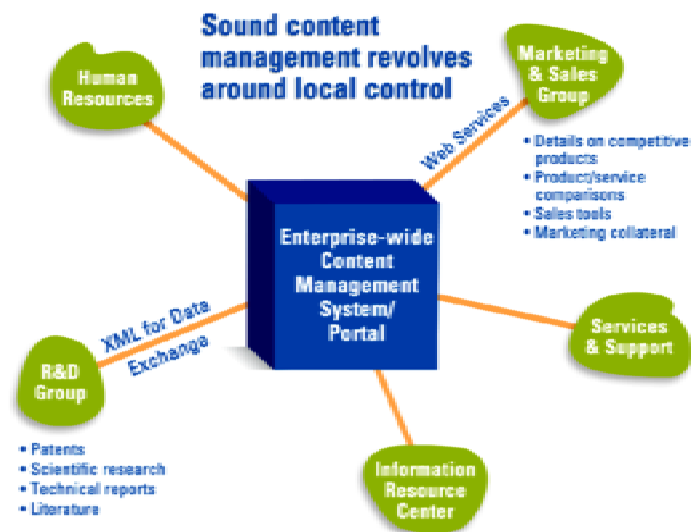 Sound content
management revolves
around local control
Human
Resources
Marketing
& Sales
Group
Web Services
• Details on competitive
products
• Product/service
comparisons
• Sales tools
• Marketing collateral
Enterprise-wide
Content
Management
System/
Portal
XML for Data
Exchange
Services
& Support
R&D
Group
• Patents
• Scientific research
• Technical reports
• Literature
Information
Resource
Center